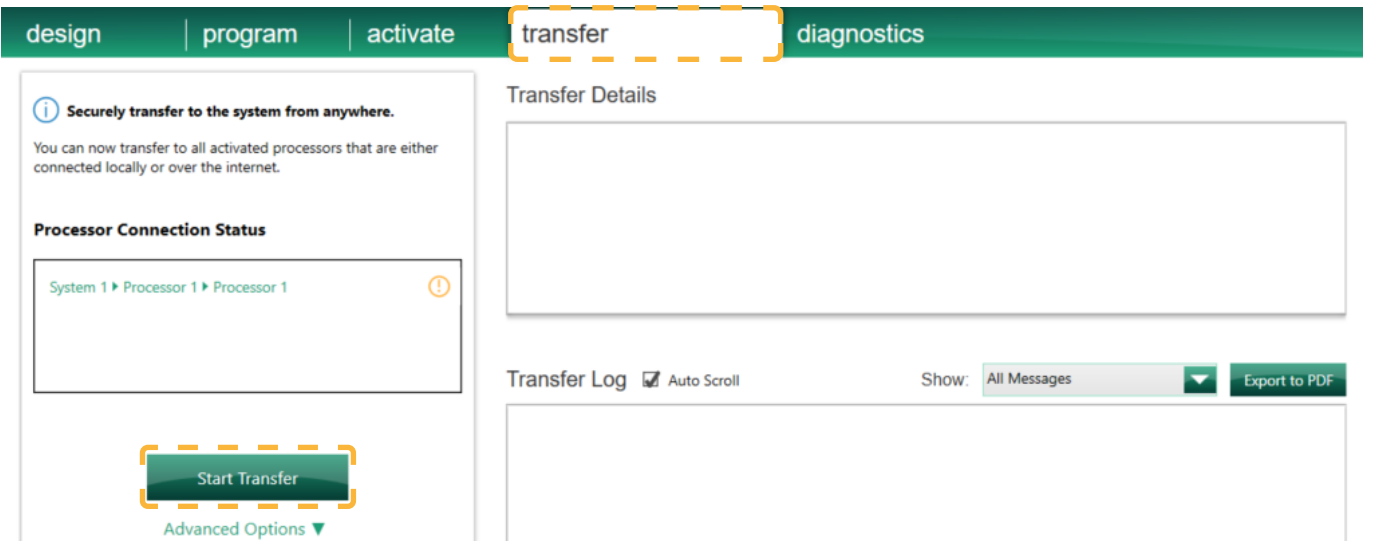 design program activate transfer diagnostics
Securely transfer to the system from anywhere.
You can now transfer to all activated processors that are either
connected locally or over the internet.
Processor Connection Status
System 1 Processor 1 Processor 1
Start Transfer
Advanced Options
Transfer Details
Transfer Log Auto Scroll Show: All Messages Export to PDF